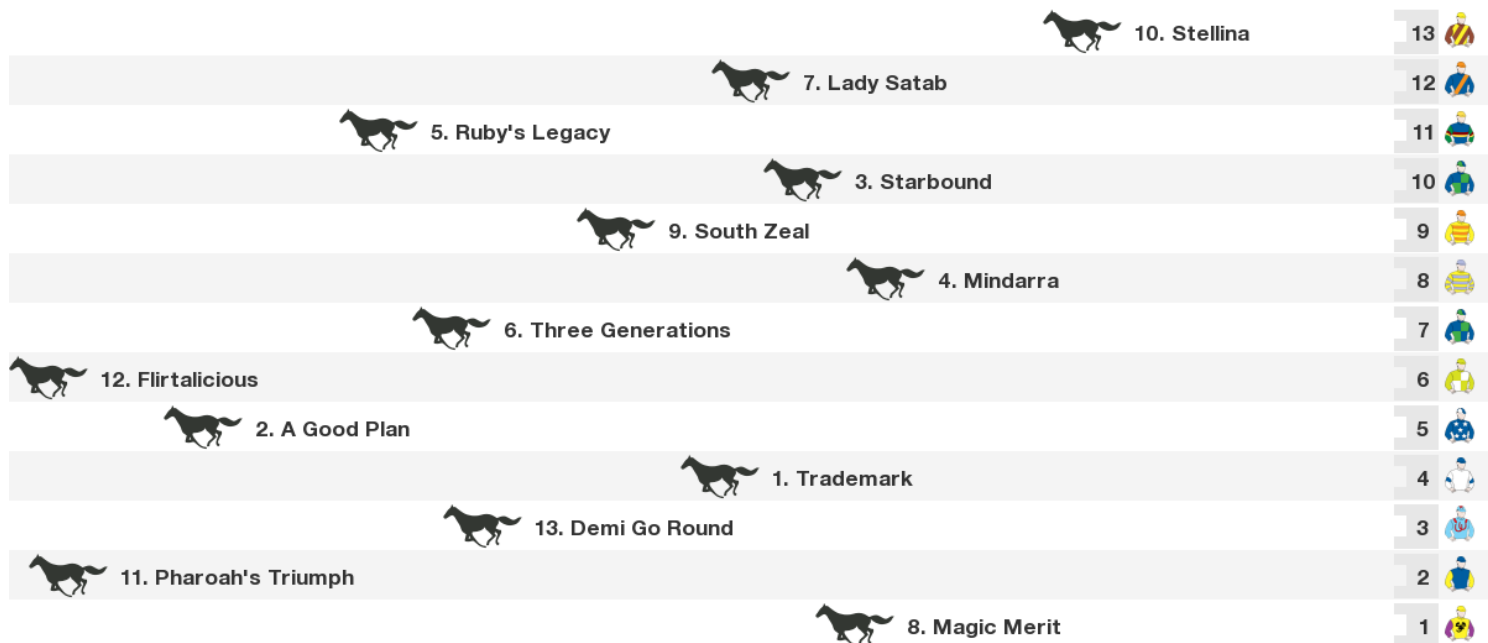 10. Stellina 13
7. Lady Satab 12
5. Ruby's Legacy 11
3. Starbound 10
9. South Zeal 9
4. Mindarra 8
6. Three Generations 7
12. Flirtalicious 6
2. A Good Plan 5
1. Trademark 4
13. Demi Go Round 3
11. Pharoah's Triumph 2
8. Magic Merit 1